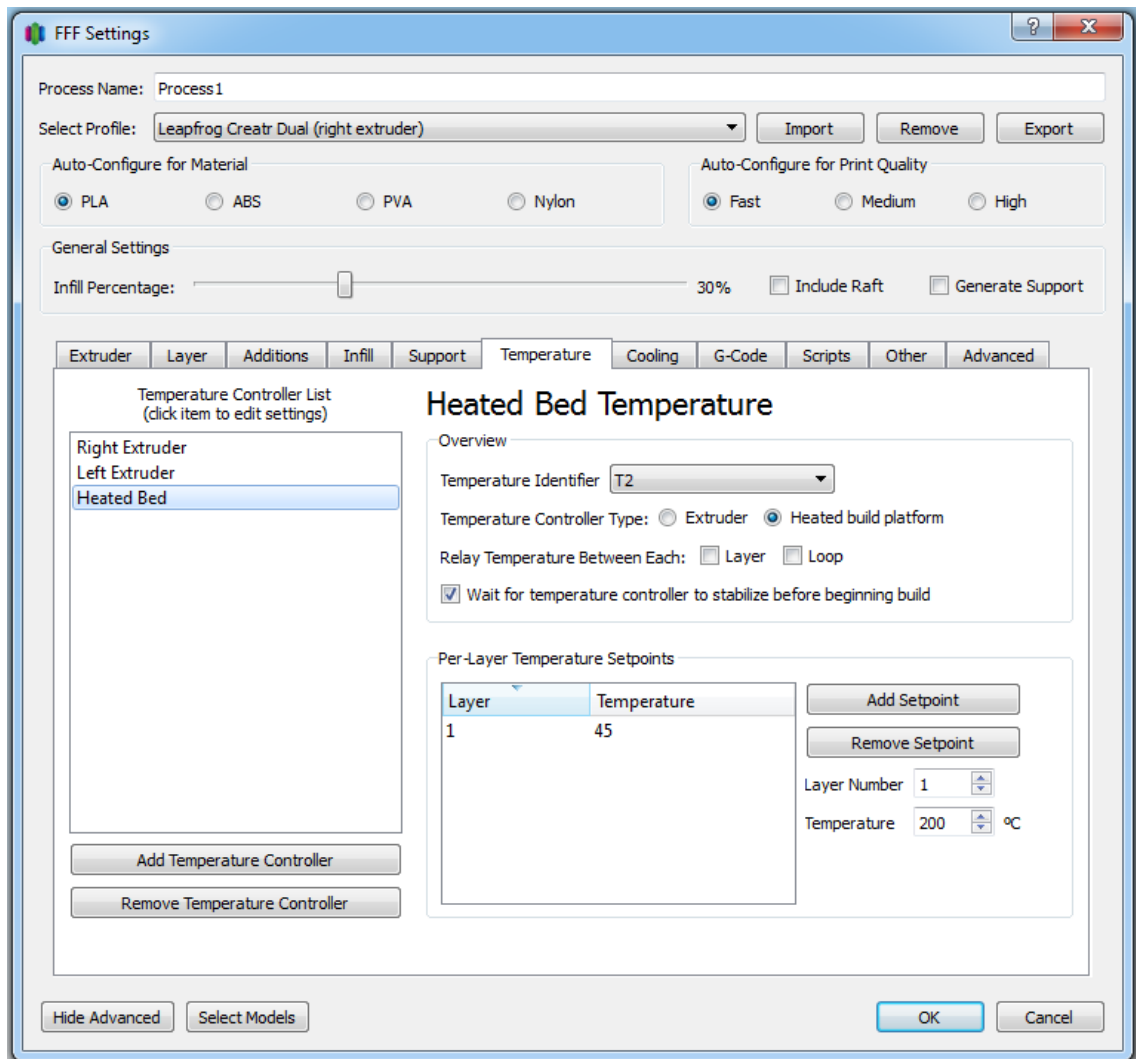 FFF Settings
Process Name: Process1
Select Profile: Leapfrog Creatr Dual (right extruder) Import Remove Export
Auto-Configure for Material Auto-Configure for Print Quality
PLA ABS PVA Nylon Fast Medium High
General Settings
Infill Percentage: 30% Include Raft Generate Support
Extruder Layer Additions Infill Support Temperature Cooling G-Code Scripts Other Advanced
Temperature Controller List
(click item to edit settings)
Right Extruder
Left Extruder
Heated Bed
Add Temperature Controller
Remove Temperature Controller
Heated Bed Temperature
Overview
Temperature Identifier T2
Temperature Controller Type: Extruder Heated build platform
Relay Temperature Between Each: Layer Loop
Wait for temperature controller to stabilize before beginning build
Per-Layer Temperature Setpoints
Layer Temperature
1 45
Add Setpoint
Remove Setpoint
Layer Number 1
Temperature 200 ºC
Hide Advanced Select Models OK Cancel